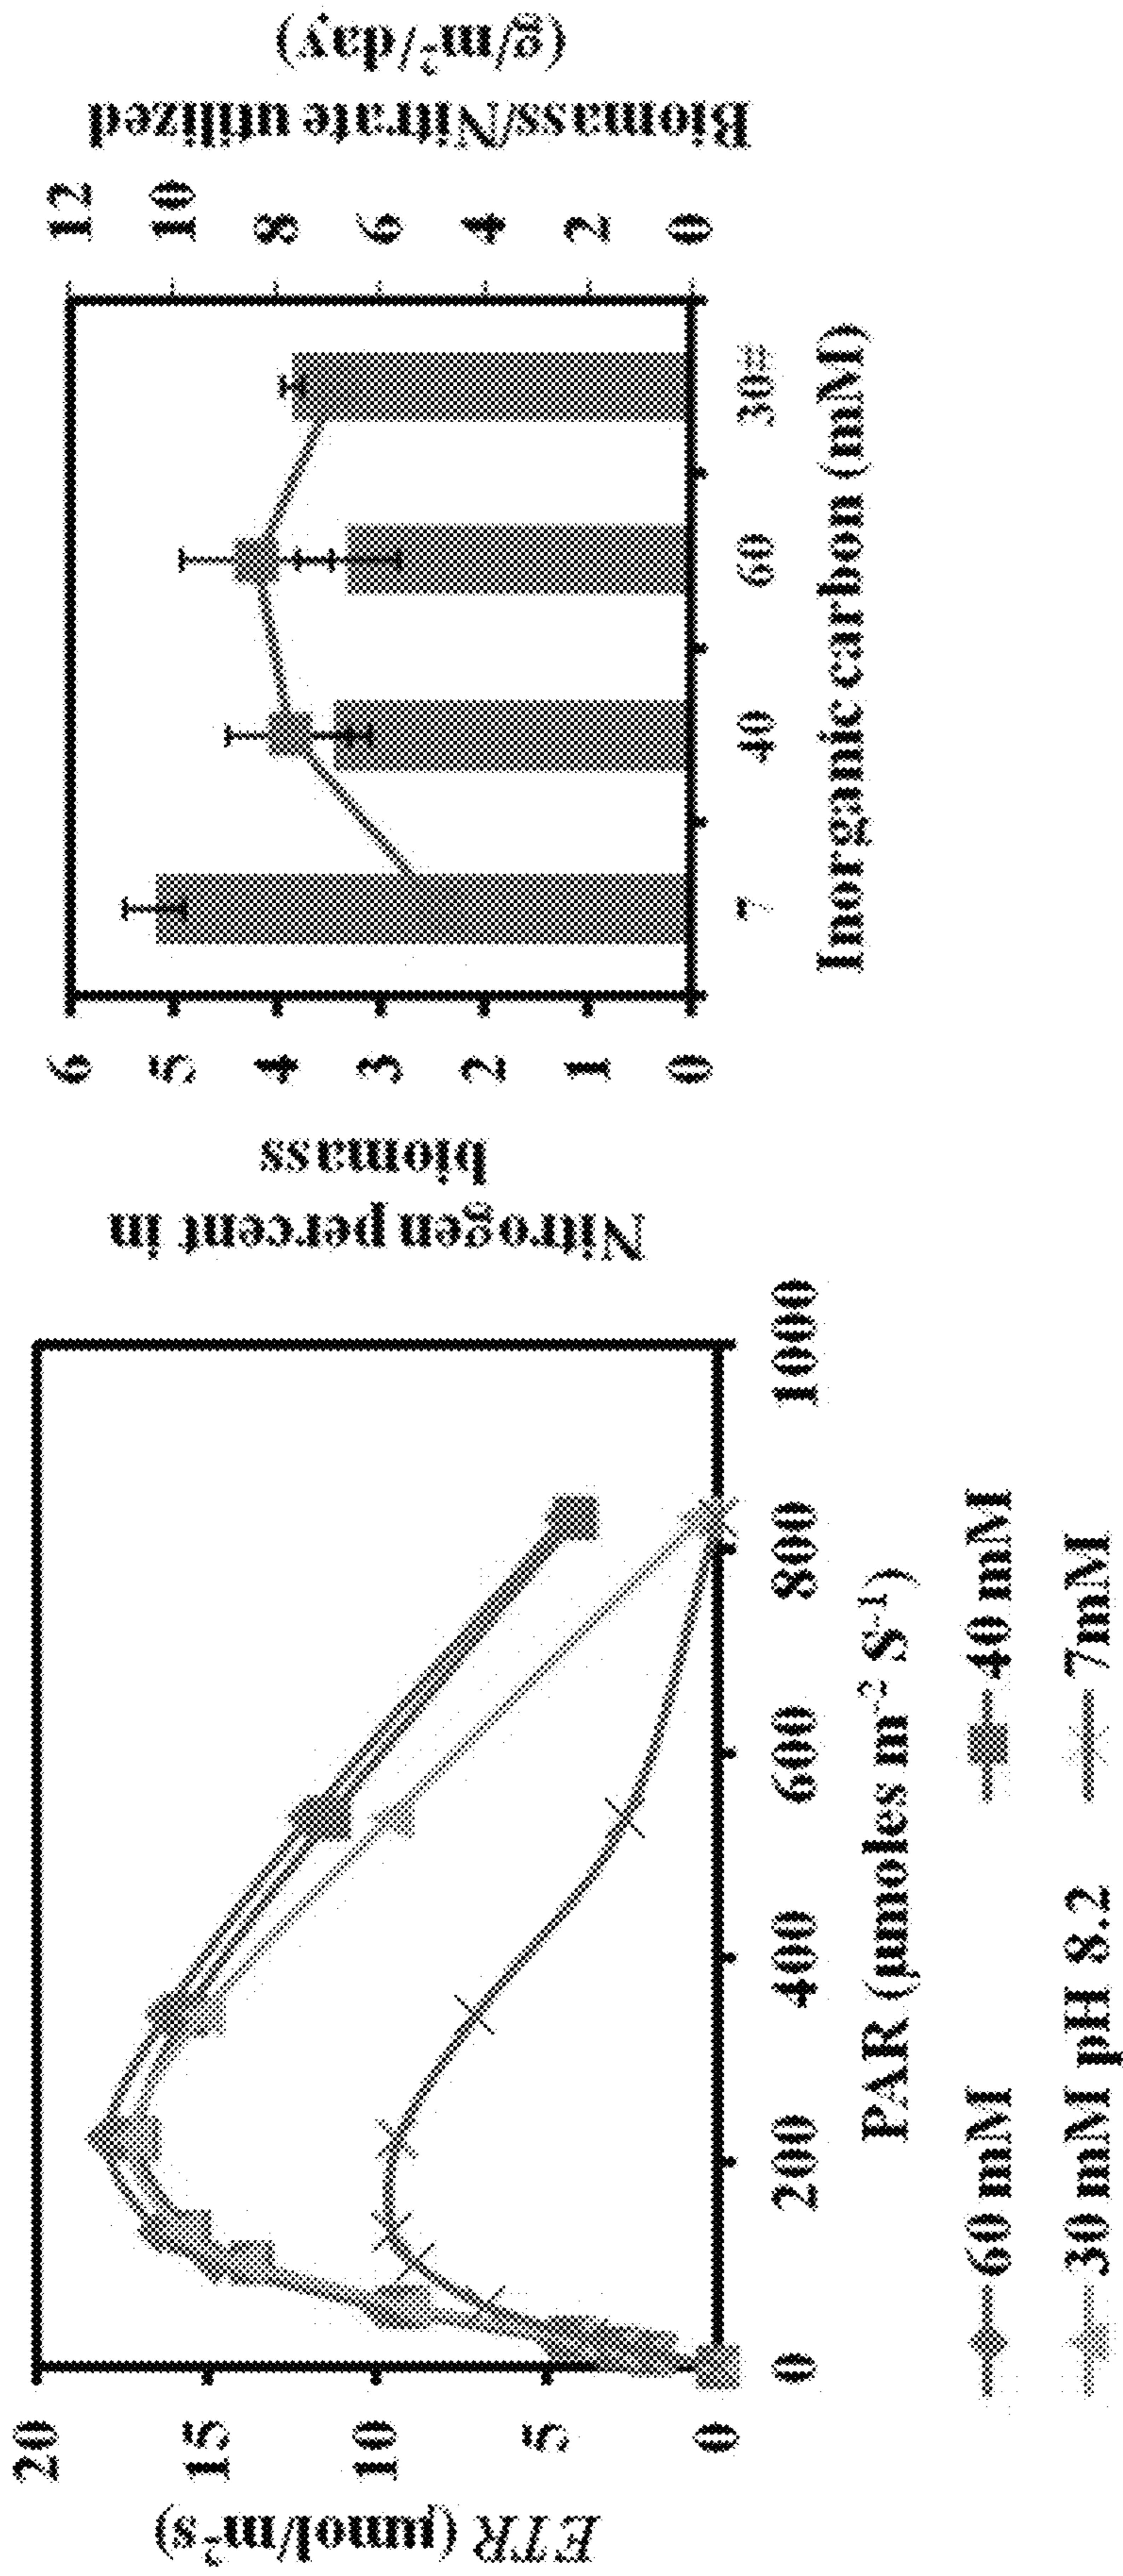 ETR (μmol/m²s)
20
15
10
5
0
0
200
400
600
800
1000
PAR (μmoles m⁻² S⁻¹)
60 mM
40 mM
30 mM pH 8.2
7mM
Nitrogen percent in
biomass
6
5
4
3
2
1
0
7
40
60
30#
Inorganic carbon (mM)
12
10
8
6
4
2
0
Biomass/Nitrate utilized
(g/m²/day)